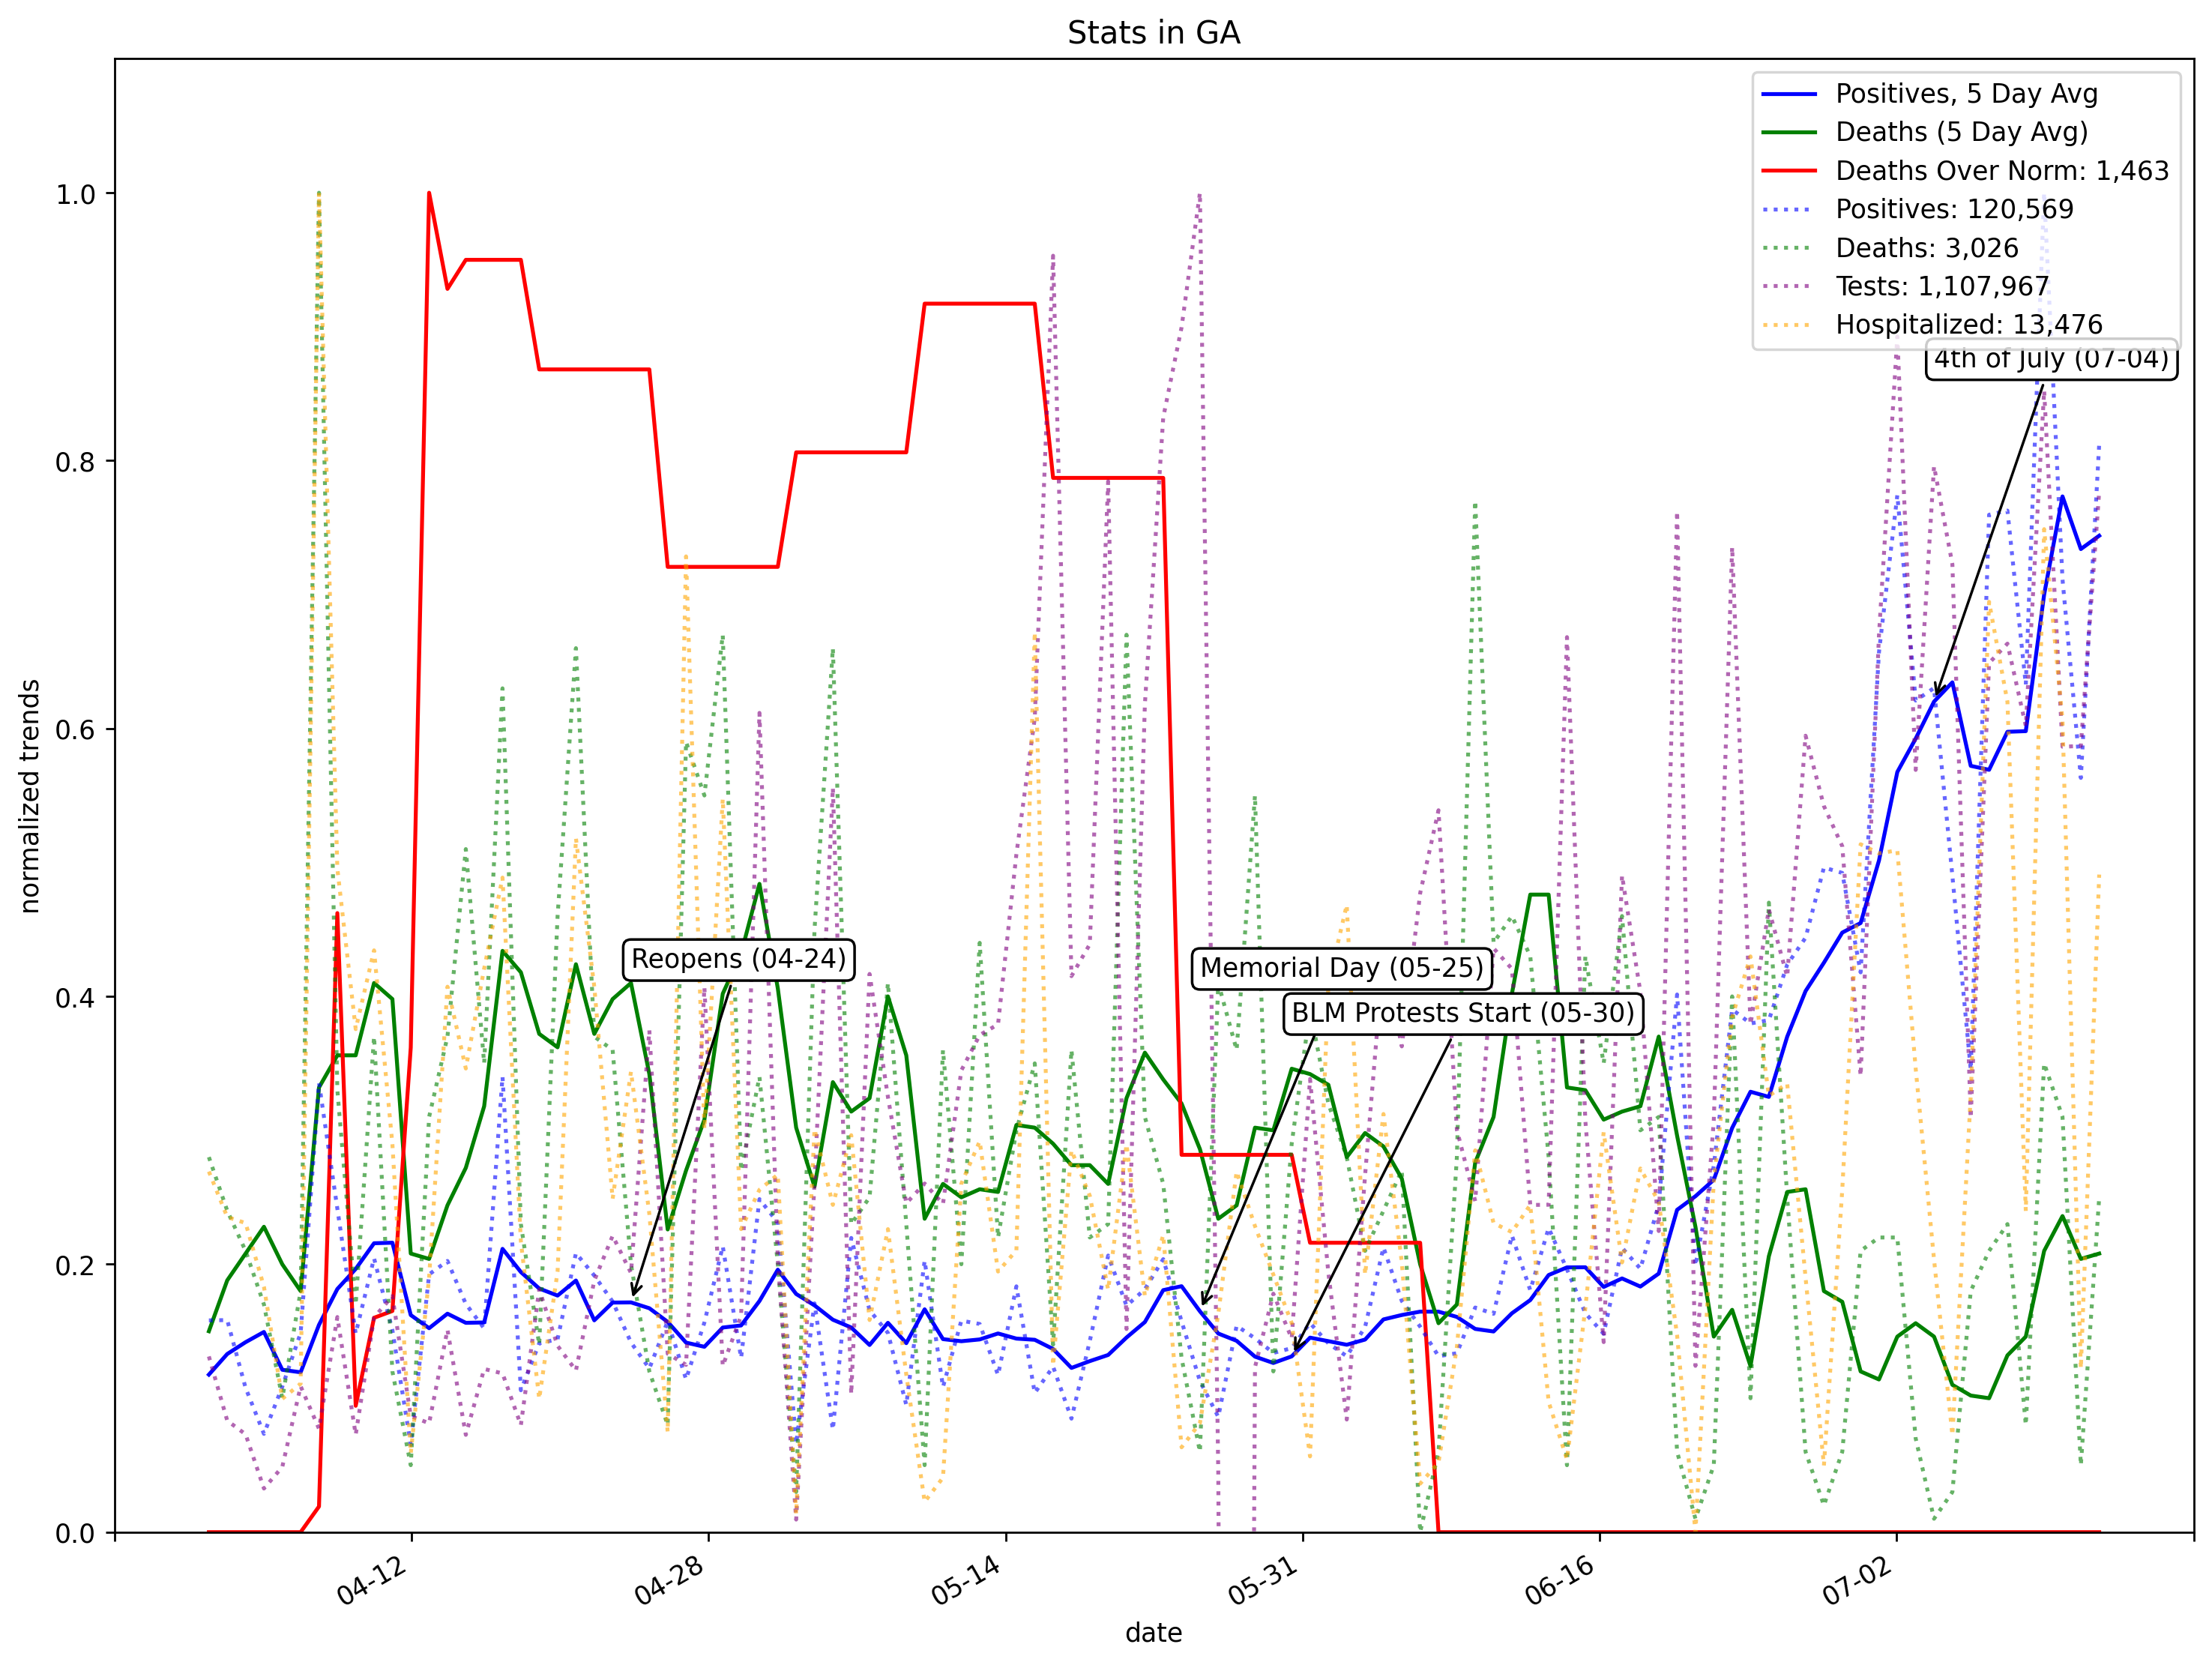 Stats in GA
Positives, 5 Day Avg
Deaths (5 Day Avg)
Deaths Over Norm: 1,463
Positives: 120,569
Deaths: 3,026
Tests: 1,107,967
Hospitalized: 13,476
4th of July (07-04)
Reopens (04-24)
Memorial Day (05-25)
BLM Protests Start (05-30)
normalized trends
1.0
0.8
0.6
0.4
0.2
0.0
04-12
04-28
05-14
05-31
06-16
07-02
date